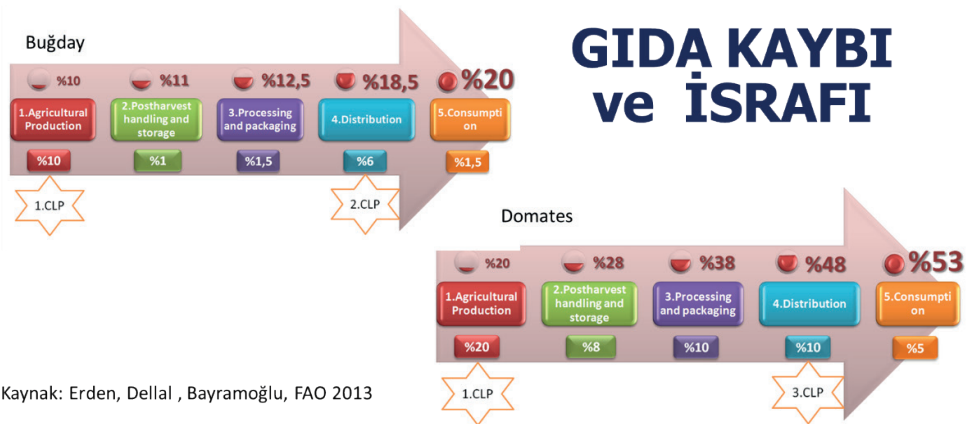 GIDA KAYBI
ve İSRAFI
Buğday
%10
%11
%12,5
%18,5
%20
1.Agricultural
Production
2.Postharvest
handling and
storage
3.Processing
and packaging
4.Distribution
5.Consumpti
on
%10
%1
%1,5
%6
%1,5
1.CLP
2.CLP
Domates
%20
%28
%38
%48
%53
1.Agricultural
Production
2.Postharvest
handling and
storage
3.Processing
and packaging
4.Distribution
5.Consumpti
on
%20
%8
%10
%10
%5
1.CLP
3.CLP
Kaynak: Erden, Dellal , Bayramoğlu, FAO 2013